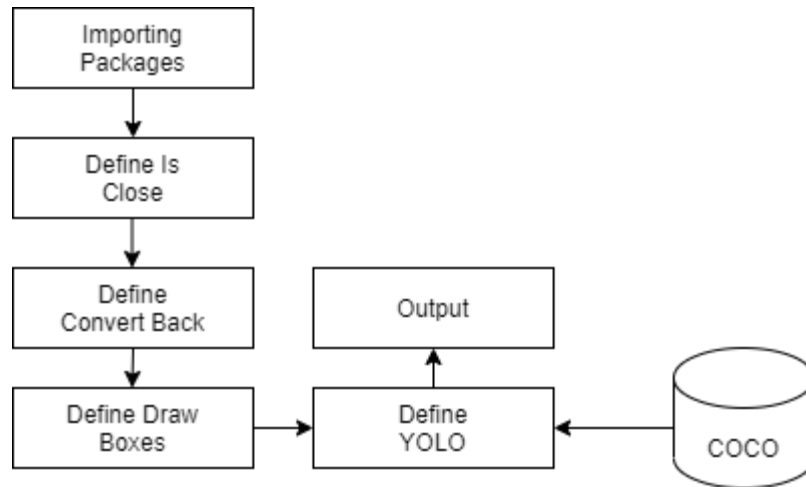 Importing
Packages
Define Is
Close
Define
Convert Back
Output
Define Draw
Boxes
Define
YOLO
COCO